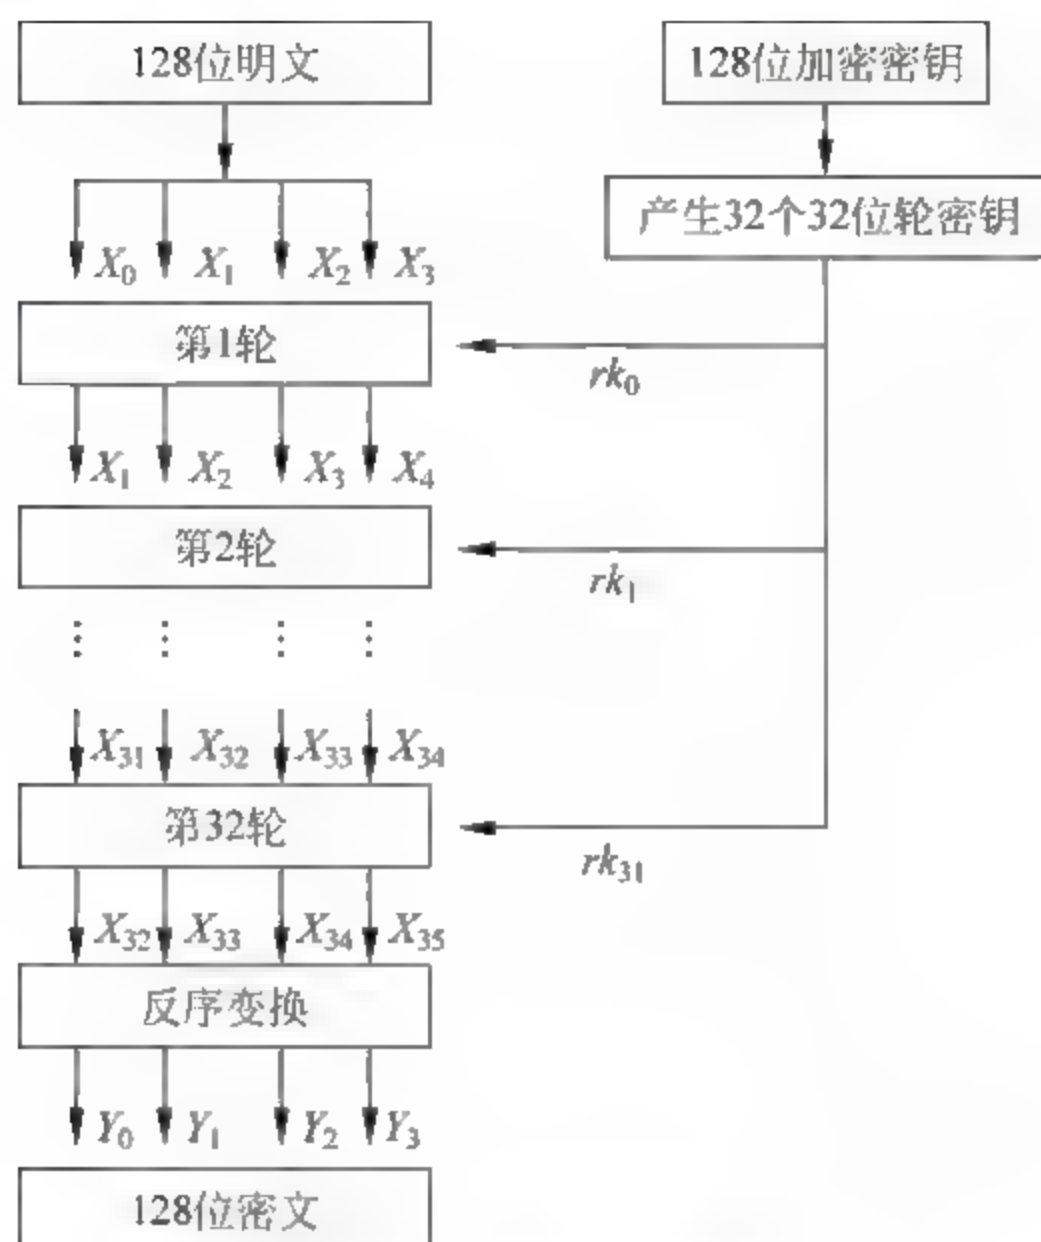 128位明文
128位加密密钥
产生32个32位轮密钥
X₀ X₁ X₂ X₃
第1轮
rk₀
X₁ X₂ X₃ X₄
第2轮
rk₁
⋮ ⋮ ⋮ ⋮
X₃₁ X₃₂ X₃₃ X₃₄
第32轮
rk₃₁
X₃₂ X₃₃ X₃₄ X₃₅
反序变换
Y₀ Y₁ Y₂ Y₃
128位密文